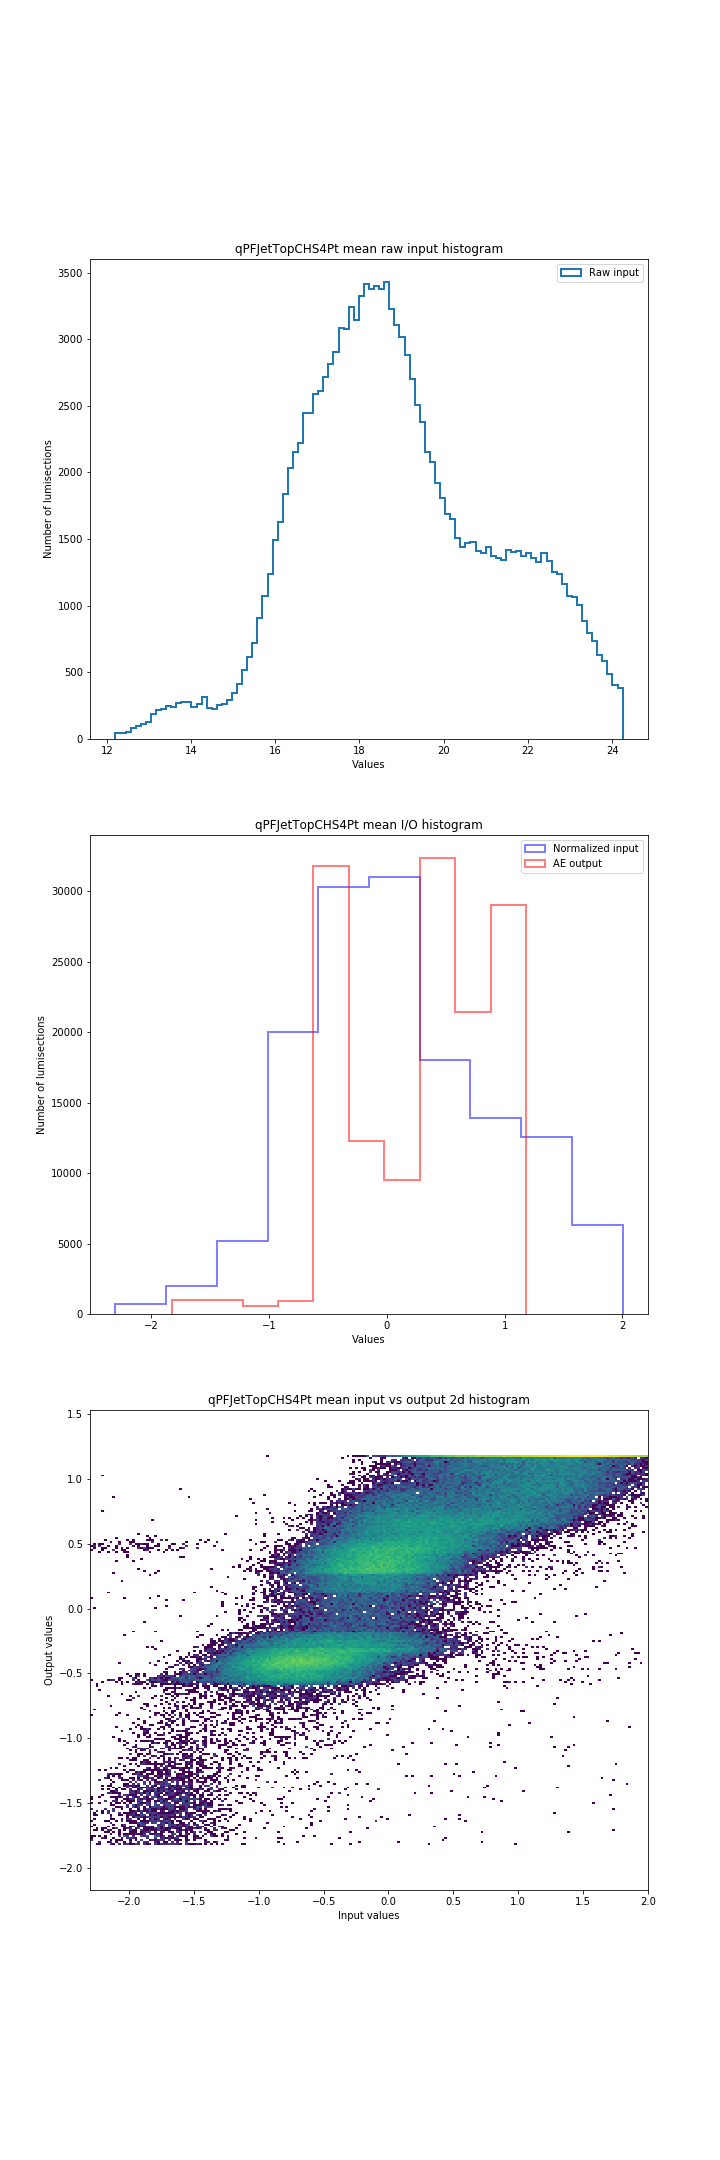 qPFJetTopCHS4Pt mean raw input histogram
Raw input
3500
3000
2500
2000
1500
1000
500
0
Number of lumisections
12 14 16 18 20 22 24
Values
qPFJetTopCHS4Pt mean I/O histogram
Normalized input
AE output
30000
25000
20000
15000
10000
5000
0
Number of lumisections
−2 −1 0 1 2
Values
qPFJetTopCHS4Pt mean input vs output 2d histogram
1.5
1.0
0.5
0.0
−0.5
−1.0
−1.5
−2.0
Output values
−2.0 −1.5 −1.0 −0.5 0.0 0.5 1.0 1.5 2.0
Input values